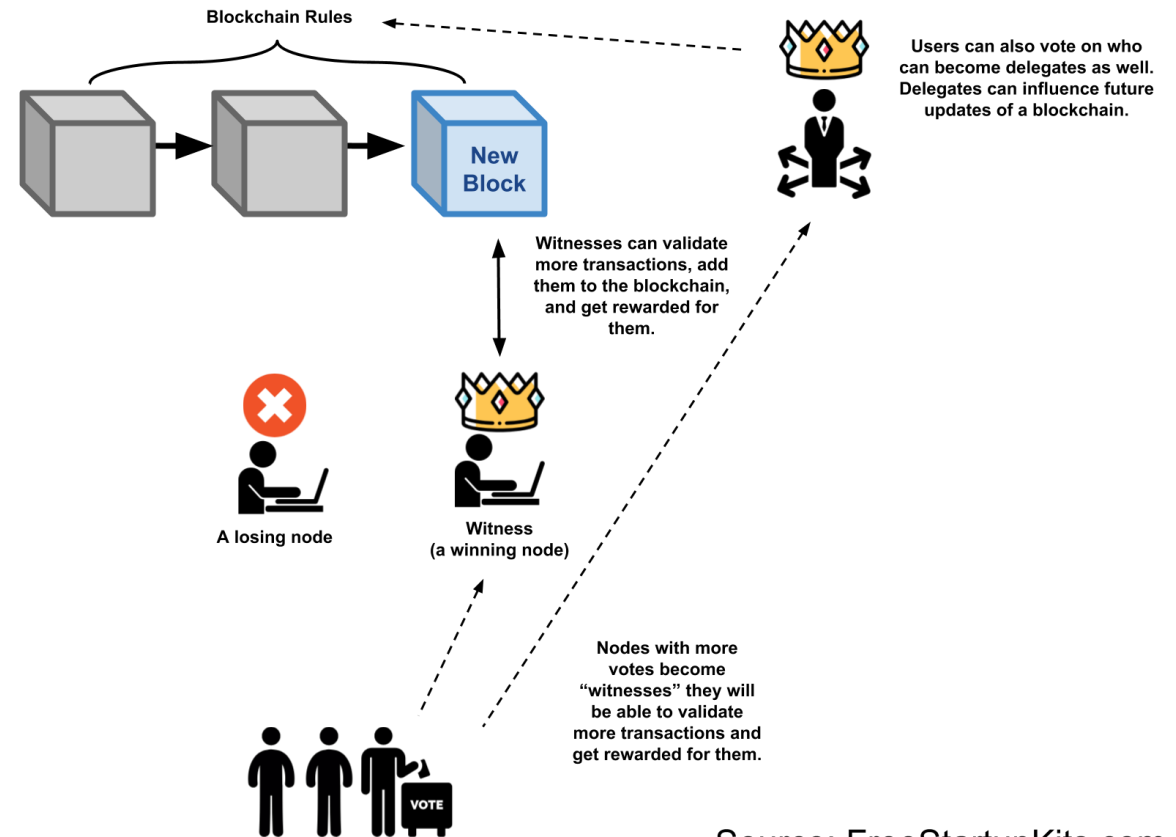 Blockchain Rules
Users can also vote on who
can become delegates as well.
Delegates can influence future
updates of a blockchain.
New
Block
Witnesses can validate
more transactions, add
them to the blockchain,
and get rewarded for
them.
A losing node
Witness
(a winning node)
Nodes with more
votes become
“witnesses” they will
be able to validate
more transactions and
get rewarded for them.
VOTE
Source: FreeStartupKits.com